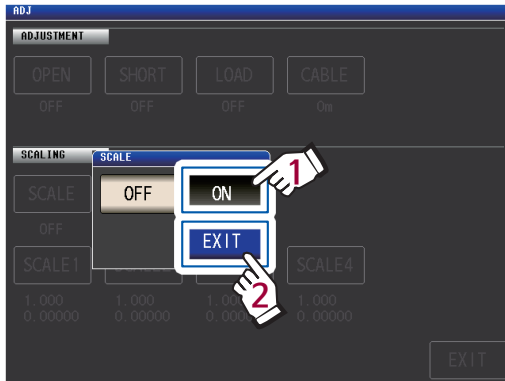 ADJ
ADJUSTMENT
OPEN SHORT LOAD CABLE
OFF OFF OFF 0m
SCALING
SCALE
SCALE OFF ON 1
OFF
EXIT
SCALE1 SCALE4
2
1.000 1.000 1.000
0.00000 0.00000 0.00000
EXIT